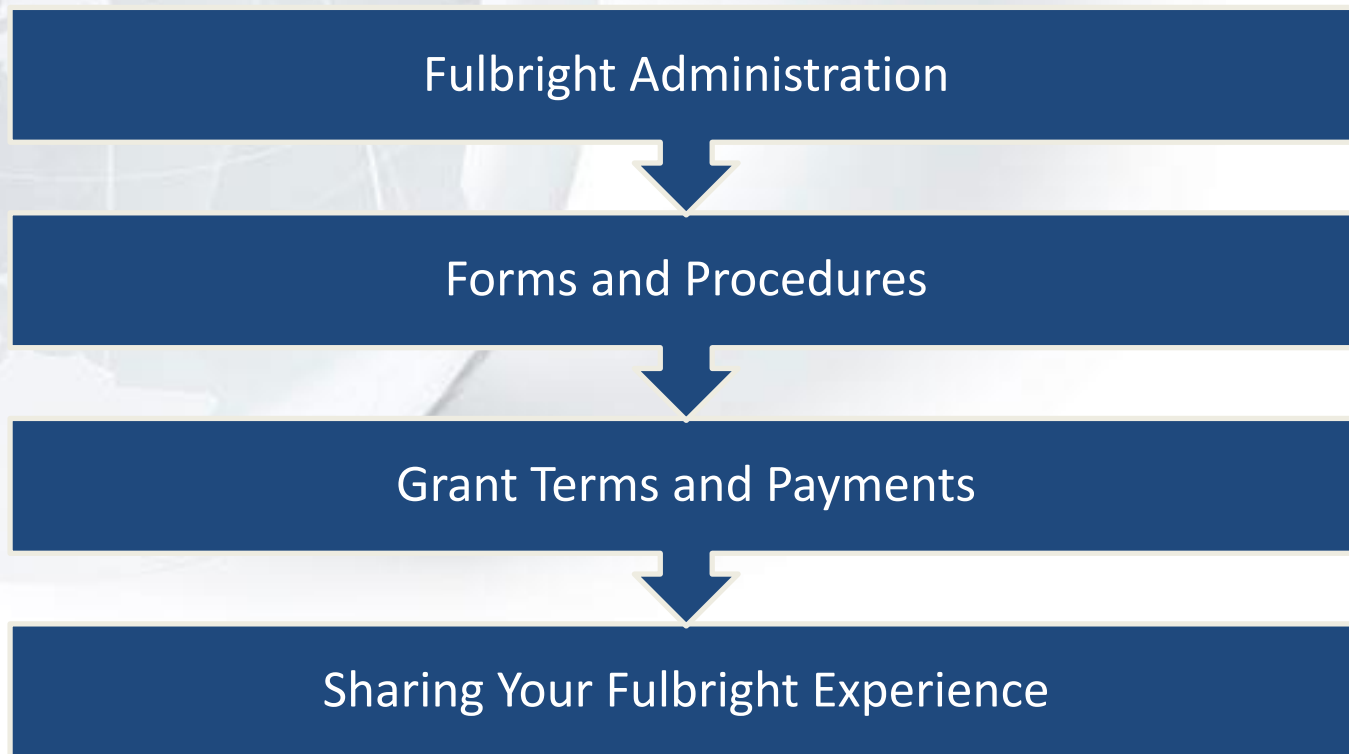 Fulbright Administration
Forms and Procedures
Grant Terms and Payments
Sharing Your Fulbright Experience